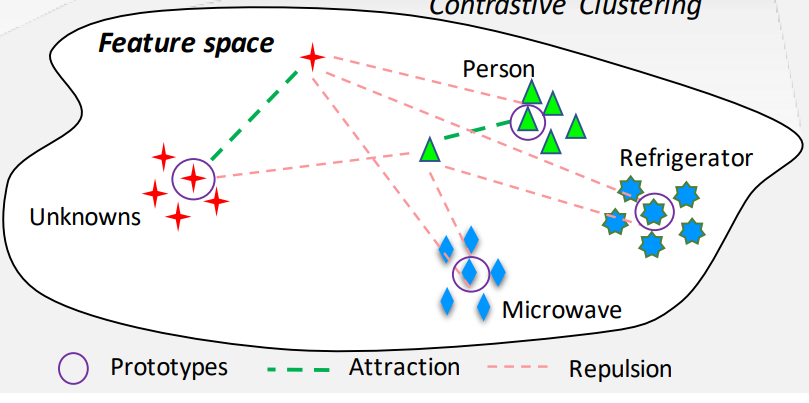 Contrastive Clustering
Feature space
Person
Refrigerator
Unknowns
Microwave
Prototypes
Attraction
Repulsion